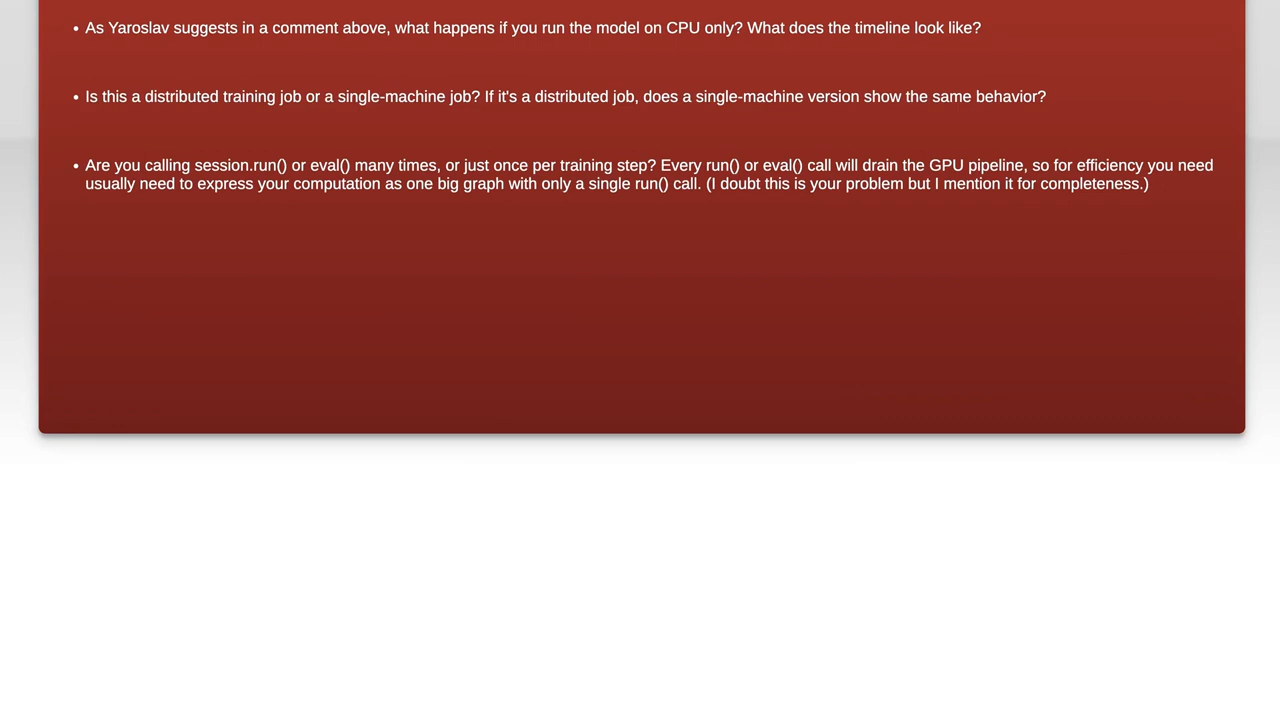 • As Yaroslav suggests in a comment above, what happens if you run the model on CPU only? What does the timeline look like?
• Is this a distributed training job or a single-machine job? If it's a distributed job, does a single-machine version show the same behavior?
• Are you calling session.run() or eval() many times, or just once per training step? Every run() or eval() call will drain the GPU pipeline, so for efficiency you need
usually need to express your computation as one big graph with only a single run() call. (I doubt this is your problem but I mention it for completeness.)